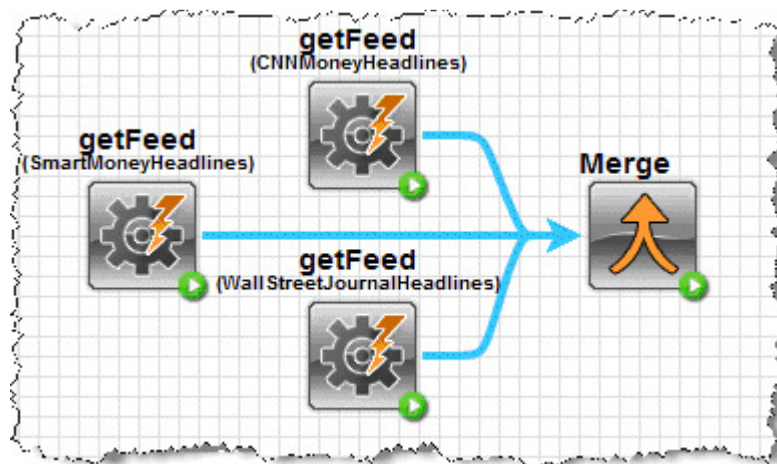 getFeed
(CNNMoneyHeadlines)
getFeed
(SmartMoneyHeadlines)
Merge
getFeed
(WallStreetJournalHeadlines)